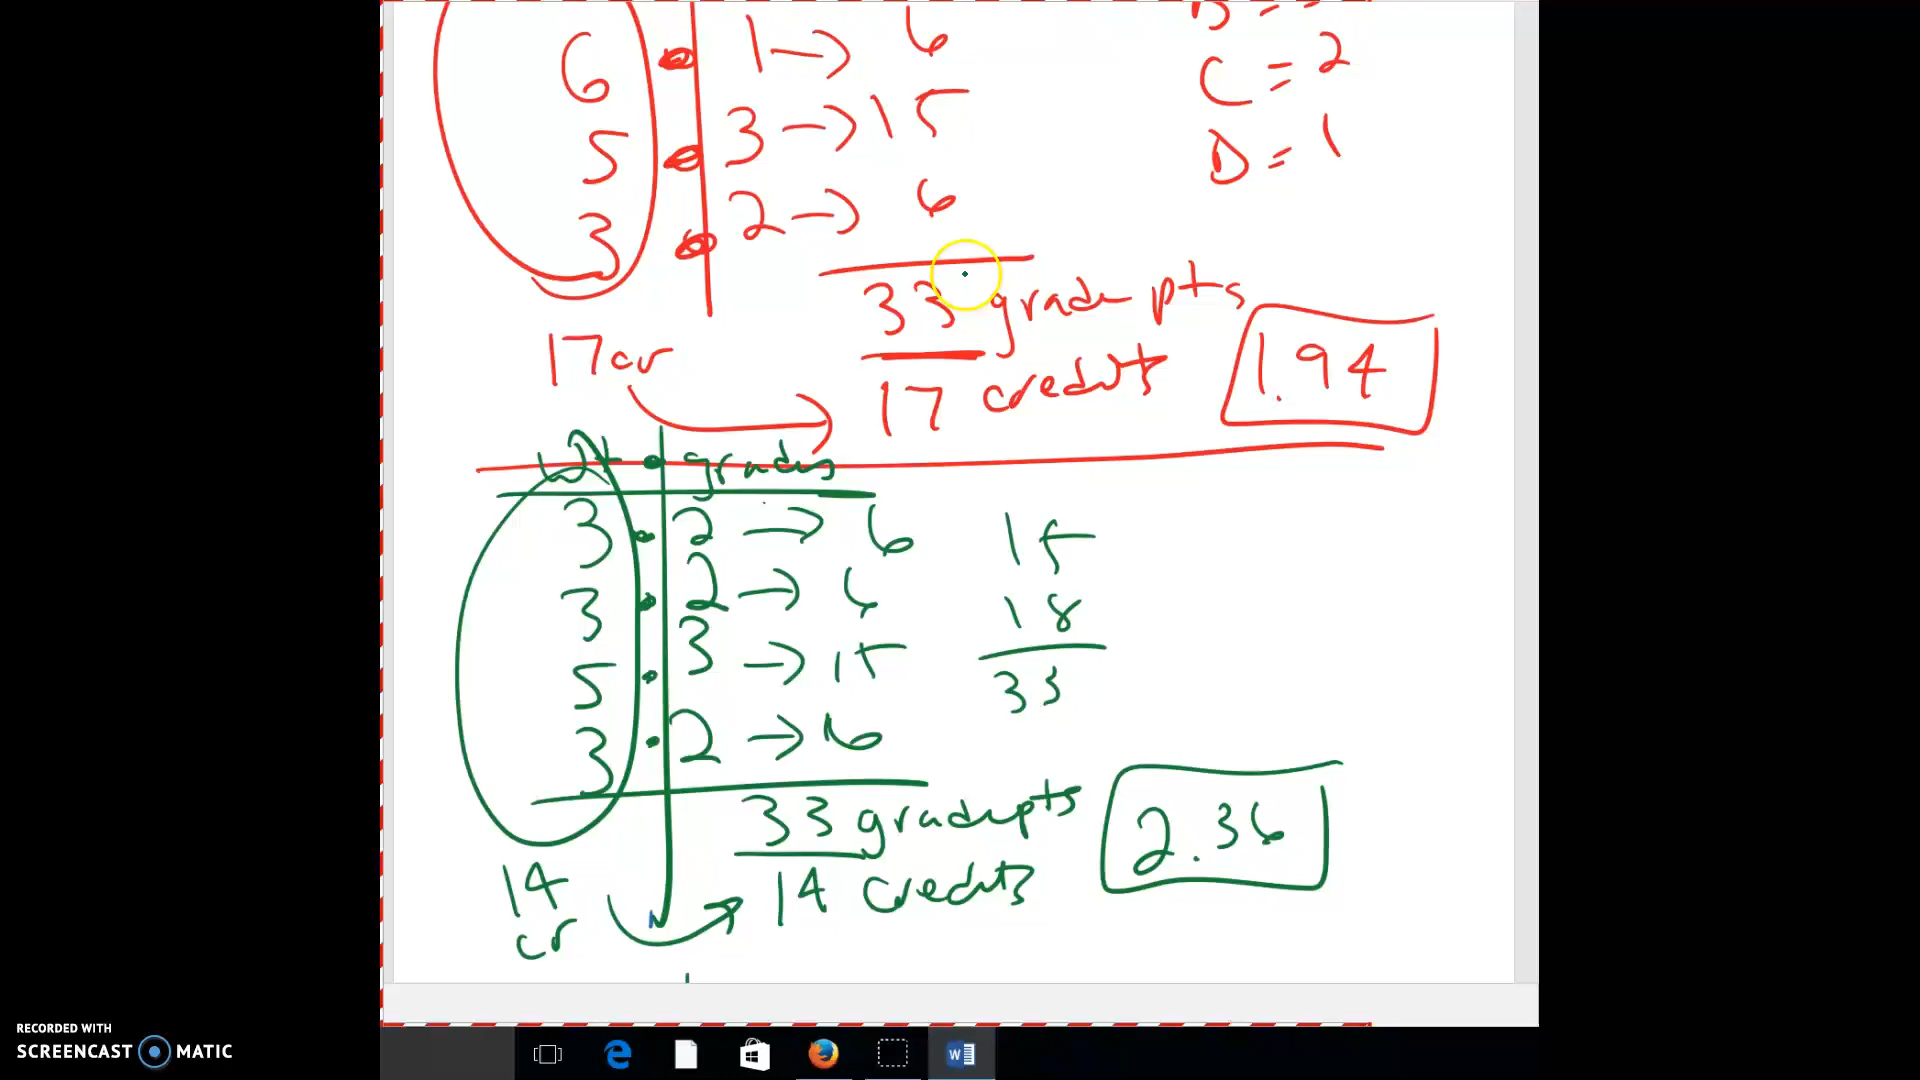 6 • 1 → 6
C = 2
5 • 3 → 15
D = 1
3 • 2 → 6
33 grade pts
17 cr
17 credits
1.94
wt • grades
3 • 2 → 6
15
3 • 2 → 6
18
5 • 3 → 15
33
3 • 2 → 6
33 grade pts
14 credits
2.36
14
cr
RECORDED WITH
SCREENCAST MATIC